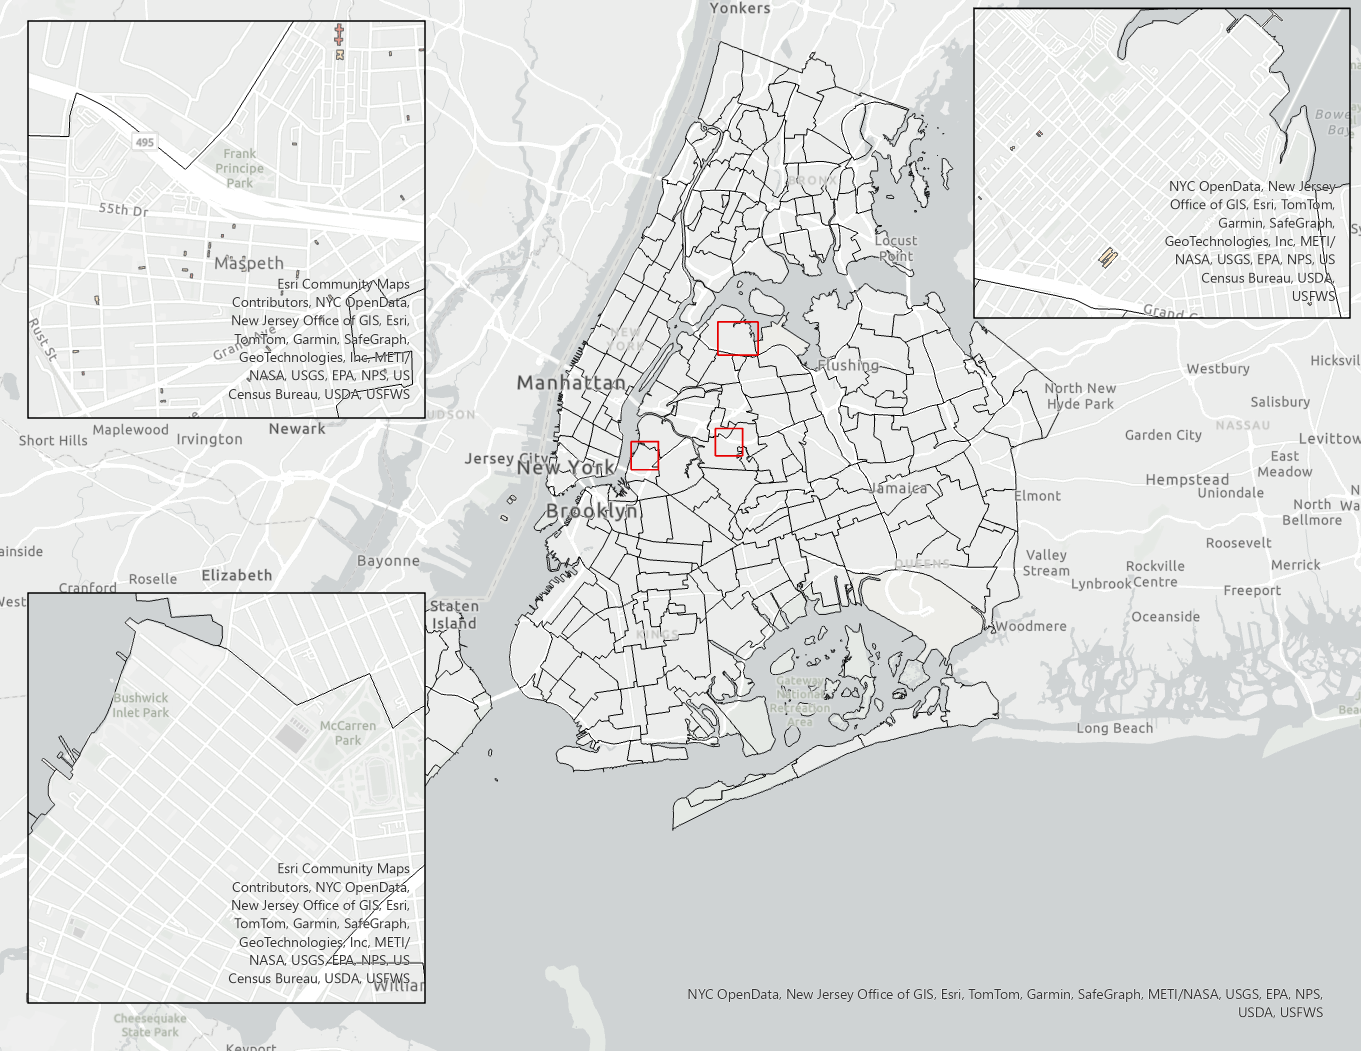 Yonkers
495
Frank
Principe
Park
55th Dr
Maspeth
Rust St
Grand Ave
Esri Community Maps
Contributors, NYC OpenData,
New Jersey Office of GIS, Esri,
TomTom, Garmin, SafeGraph,
GeoTechnologies, Inc, METI/
NASA, USGS, EPA, NPS, US
Census Bureau, USDA, USFWS
Bowe
Bay
NYC OpenData, New Jersey
Office of GIS, Esri, TomTom,
Garmin, SafeGraph,
GeoTechnologies, Inc, METI/
NASA, USGS, EPA, NPS, US
Census Bureau, USDA,
USFWS
Grand C
BRONX
Locust
Point
NEW
YORK
Manhattan
Flushing
Hicksvil
Westbury
North New
Hyde Park
Salisbury
NASSAU
Levittow
Garden City
East
Meadow
Hempstead
Uniondale
North
Bellmore
Wa
Elmont
Short Hills
Maplewood
Irvington
Newark
HUDSON
Jersey City
New York
Brooklyn
Jamaica
QUEENS
KINGS
Roosevelt
Merrick
Valley
Stream
Rockville
Centre
Lynbrook
Freeport
Oceanside
Woodmere
Long Beach
Bea
Gateway
National
Recreation
Area
ainside
Cranford
Roselle
Elizabeth
Bayonne
West
Staten
Island
Bushwick
Inlet Park
McCarren
Park
Esri Community Maps
Contributors, NYC OpenData,
New Jersey Office of GIS, Esri,
TomTom, Garmin, SafeGraph,
GeoTechnologies, Inc, METI/
NASA, USGS, EPA, NPS, US
Census Bureau, USDA, USFWS
William
Cheesequake
State Park
Keyport
NYC OpenData, New Jersey Office of GIS, Esri, TomTom, Garmin, SafeGraph, METI/NASA, USGS, EPA, NPS,
USDA, USFWS